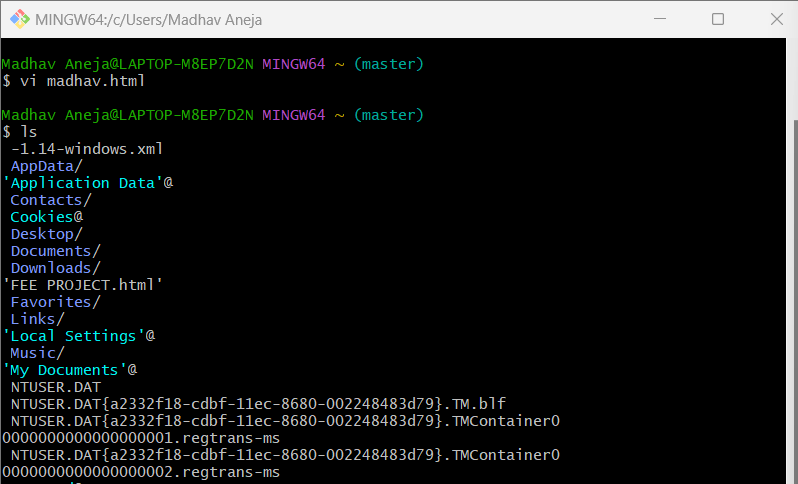 MINGW64:/c/Users/Madhav Aneja
Madhav Aneja@LAPTOP-M8EP7D2N MINGW64 ~ (master)
$ vi madhav.html
Madhav Aneja@LAPTOP-M8EP7D2N MINGW64 ~ (master)
$ ls
-1.14-windows.xml
AppData/
'Application Data'@
Contacts/
Cookies@
Desktop/
Documents/
Downloads/
'FEE PROJECT.html'
Favorites/
Links/
'Local Settings'@
Music/
'My Documents'@
NTUSER.DAT
NTUSER.DAT{a2332f18-cdbf-11ec-8680-002248483d79}.TM.blf
NTUSER.DAT{a2332f18-cdbf-11ec-8680-002248483d79}.TMContainer0
0000000000000000001.regtrans-ms
NTUSER.DAT{a2332f18-cdbf-11ec-8680-002248483d79}.TMContainer0
0000000000000000002.regtrans-ms